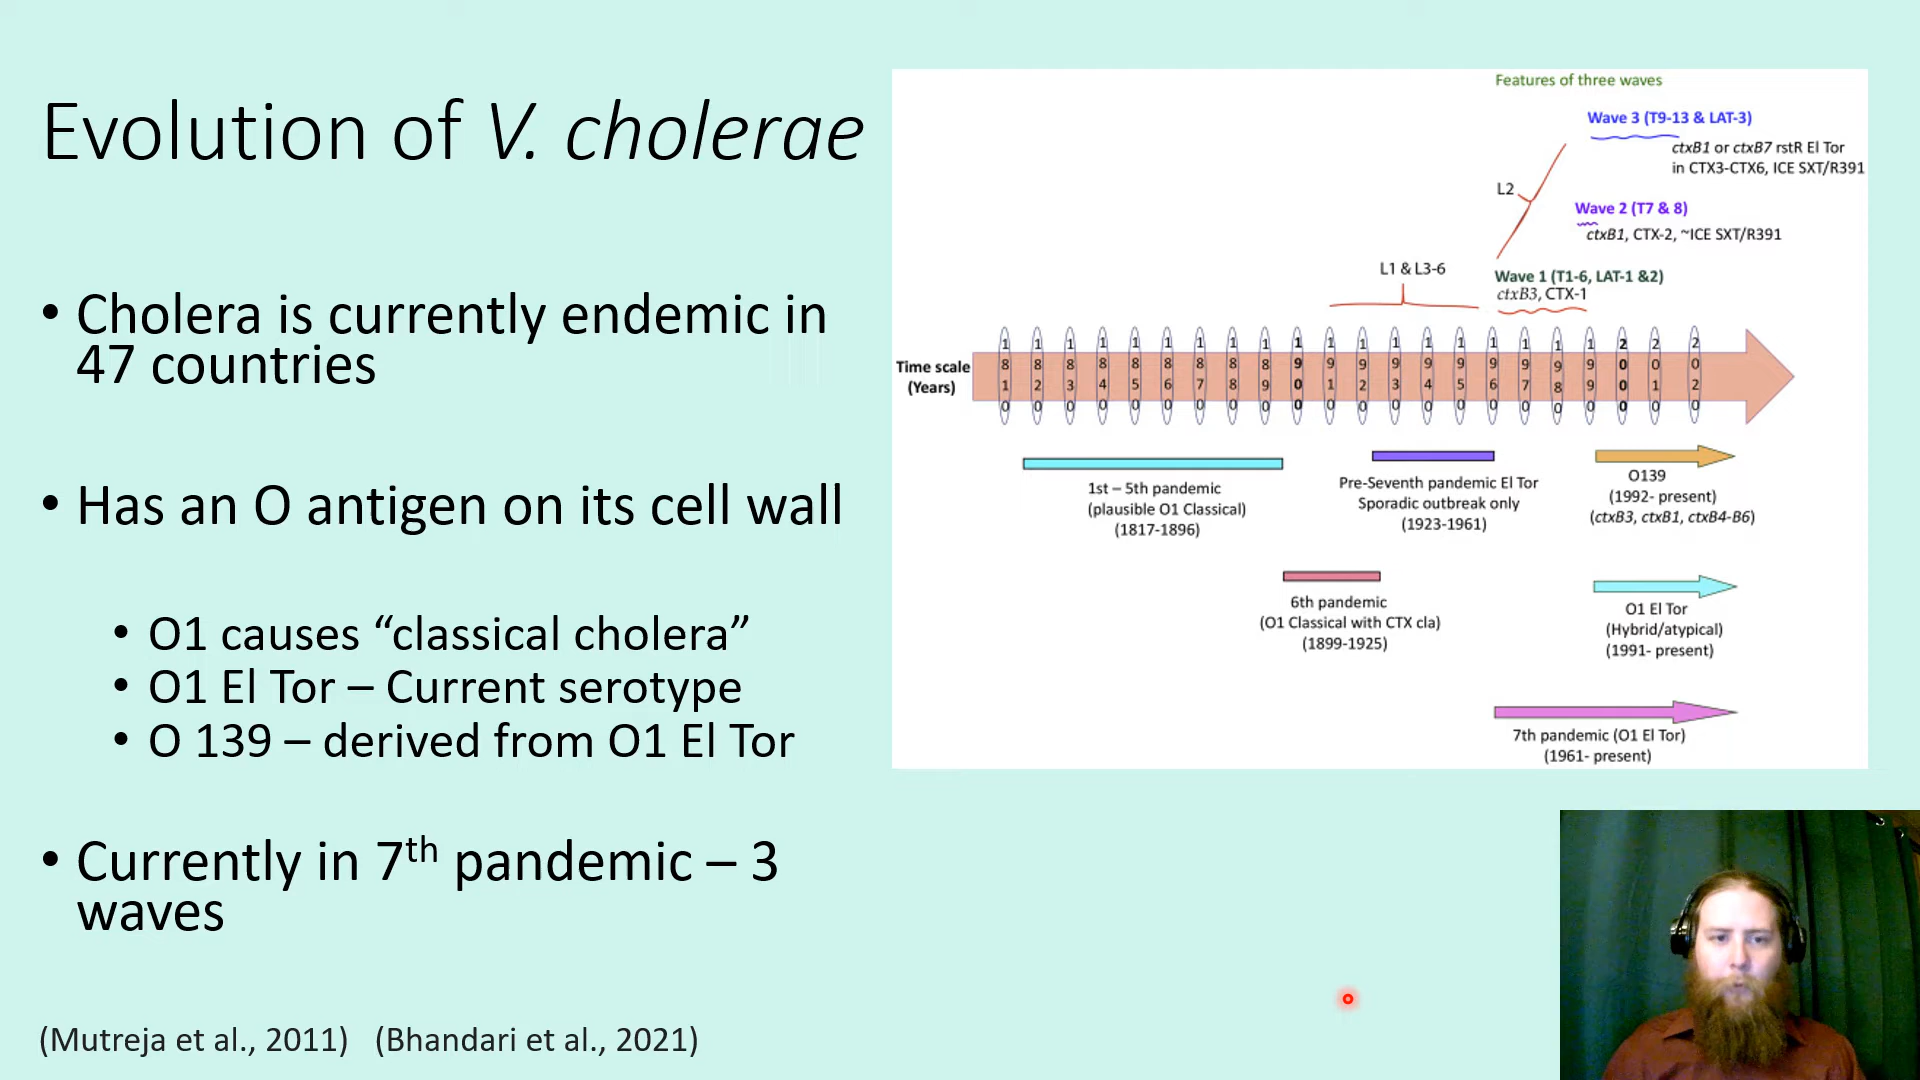 Evolution of V. cholerae
• Cholera is currently endemic in
47 countries
• Has an O antigen on its cell wall
• O1 causes “classical cholera”
• O1 El Tor – Current serotype
• O 139 – derived from O1 El Tor
• Currently in 7th pandemic – 3
waves
(Mutreja et al., 2011) (Bhandari et al., 2021)
Features of three waves
Wave 3 (T9-13 & LAT-3)
ctxB1 or ctxB7 rstR El Tor
in CTX3-CTX6, ICE SXT/R391
L2
Wave 2 (T7 & 8)
ctxB1, CTX-2, ~ICE SXT/R391
L1 & L3-6
Wave 1 (T1-6, LAT-1 &2)
ctxB3, CTX-1
Time scale
(Years)
1810 1820 1830 1840 1850 1860 1870 1880 1890 1900 1910 1920 1930 1940 1950 1960 1970 1980 1990 2000 2010 2020
1st – 5th pandemic
(plausible O1 Classical)
(1817-1896)
Pre-Seventh pandemic El Tor
Sporadic outbreak only
(1923-1961)
O139
(1992- present)
(ctxB3, ctxB1, ctxB4-B6)
6th pandemic
(O1 Classical with CTX cla)
(1899-1925)
O1 El Tor
(Hybrid/atypical)
(1991- present)
7th pandemic (O1 El Tor)
(1961- present)